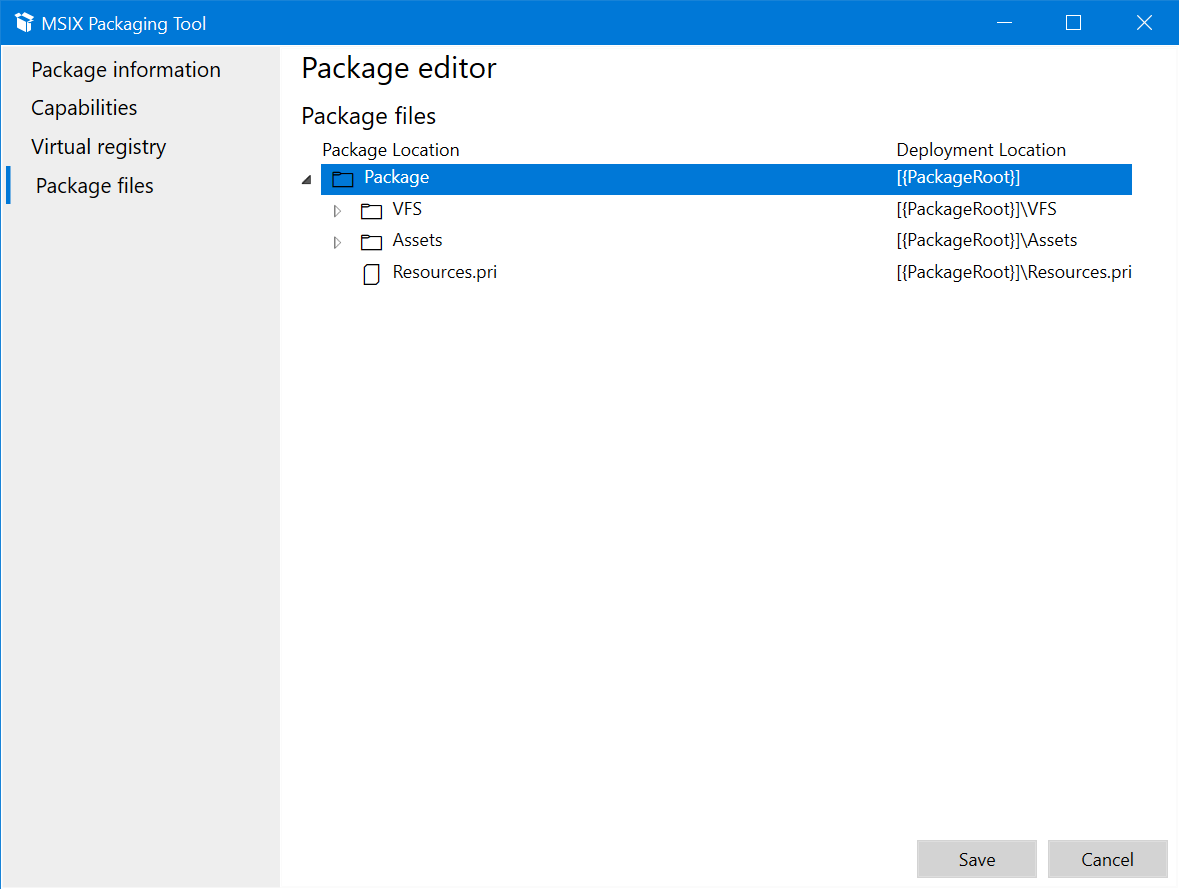 MSIX Packaging Tool
Package information
Capabilities
Virtual registry
Package files
Package editor
Package files
Package Location Deployment Location
Package [{PackageRoot}]
VFS [{PackageRoot}]\VFS
Assets [{PackageRoot}]\Assets
Resources.pri [{PackageRoot}]\Resources.pri
Save Cancel